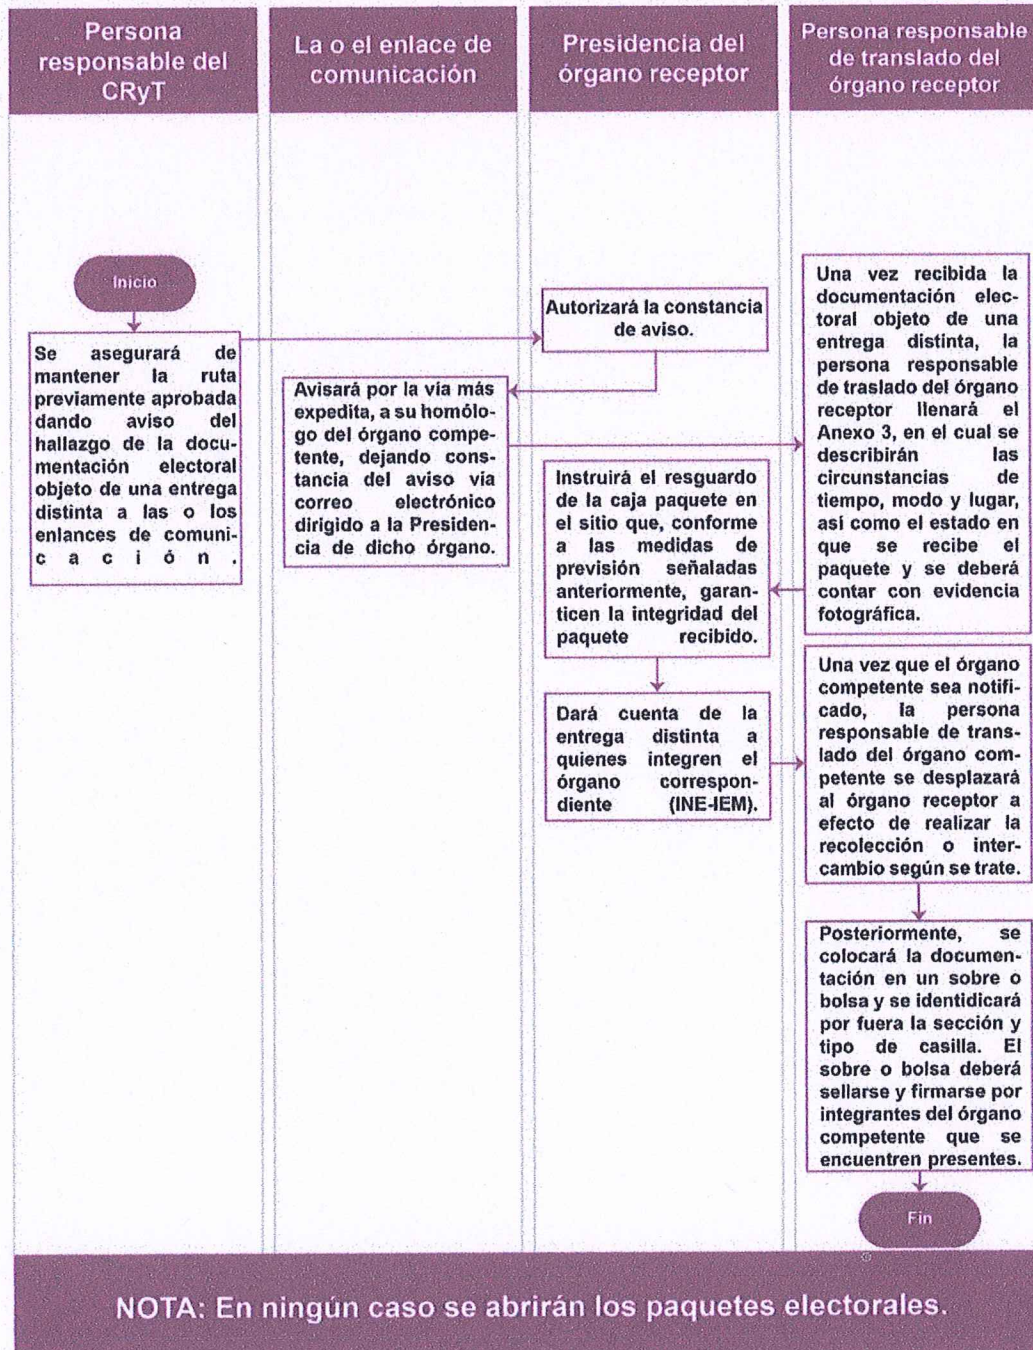 Persona
responsable del
CRyT
La o el enlace de
comunicación
Presidencia del
órgano receptor
Persona responsable
de translado del
órgano receptor
Inicio
Se asegurará de
mantener la ruta
previamente aprobada
dando aviso del
hallazgo de la docu-
mentación electoral
objeto de una entrega
distinta a las o los
enlances de comuni-
c a c i ó n .
Autorizará la constancia
de aviso.
Avisará por la vía más
expedita, a su homólo-
go del órgano compe-
tente, dejando cons-
tancia del aviso vía
correo electrónico
dirigido a la Presiden-
cia de dicho órgano.
Una vez recibida la
documentación elec-
toral objeto de una
entrega distinta, la
persona responsable
de traslado del órgano
receptor llenará el
Anexo 3, en el cual se
describirán las
circunstancias de
tiempo, modo y lugar,
así como el estado en
que se recibe el
paquete y se deberá
contar con evidencia
fotográfica.
Instruirá el resguardo
de la caja paquete en
el sitio que, conforme
a las medidas de
previsión señaladas
anteriormente, garan-
ticen la integridad del
paquete recibido.
Dará cuenta de la
entrega distinta a
quienes integren el
órgano correspon-
diente (INE-IEM).
Una vez que el órgano
competente sea notifi-
cado, la persona
responsable de trans-
lado del órgano com-
petente se desplazará
al órgano receptor a
efecto de realizar la
recolección o inter-
cambio según se trate.
Posteriormente, se
colocará la documen-
tación en un sobre o
bolsa y se identidicará
por fuera la sección y
tipo de casilla. El
sobre o bolsa deberá
sellarse y firmarse por
integrantes del órgano
competente que se
encuentren presentes.
Fin
NOTA: En ningún caso se abrirán los paquetes electorales.